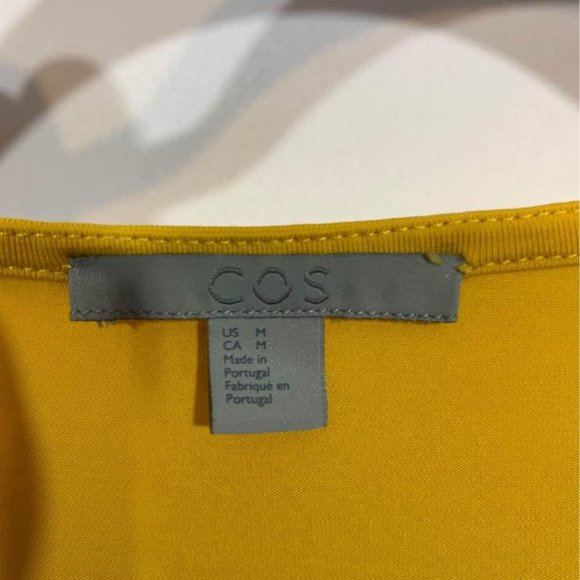 COS
US M
CA M
Made in
Portugal
Fabriqué en
Portugal